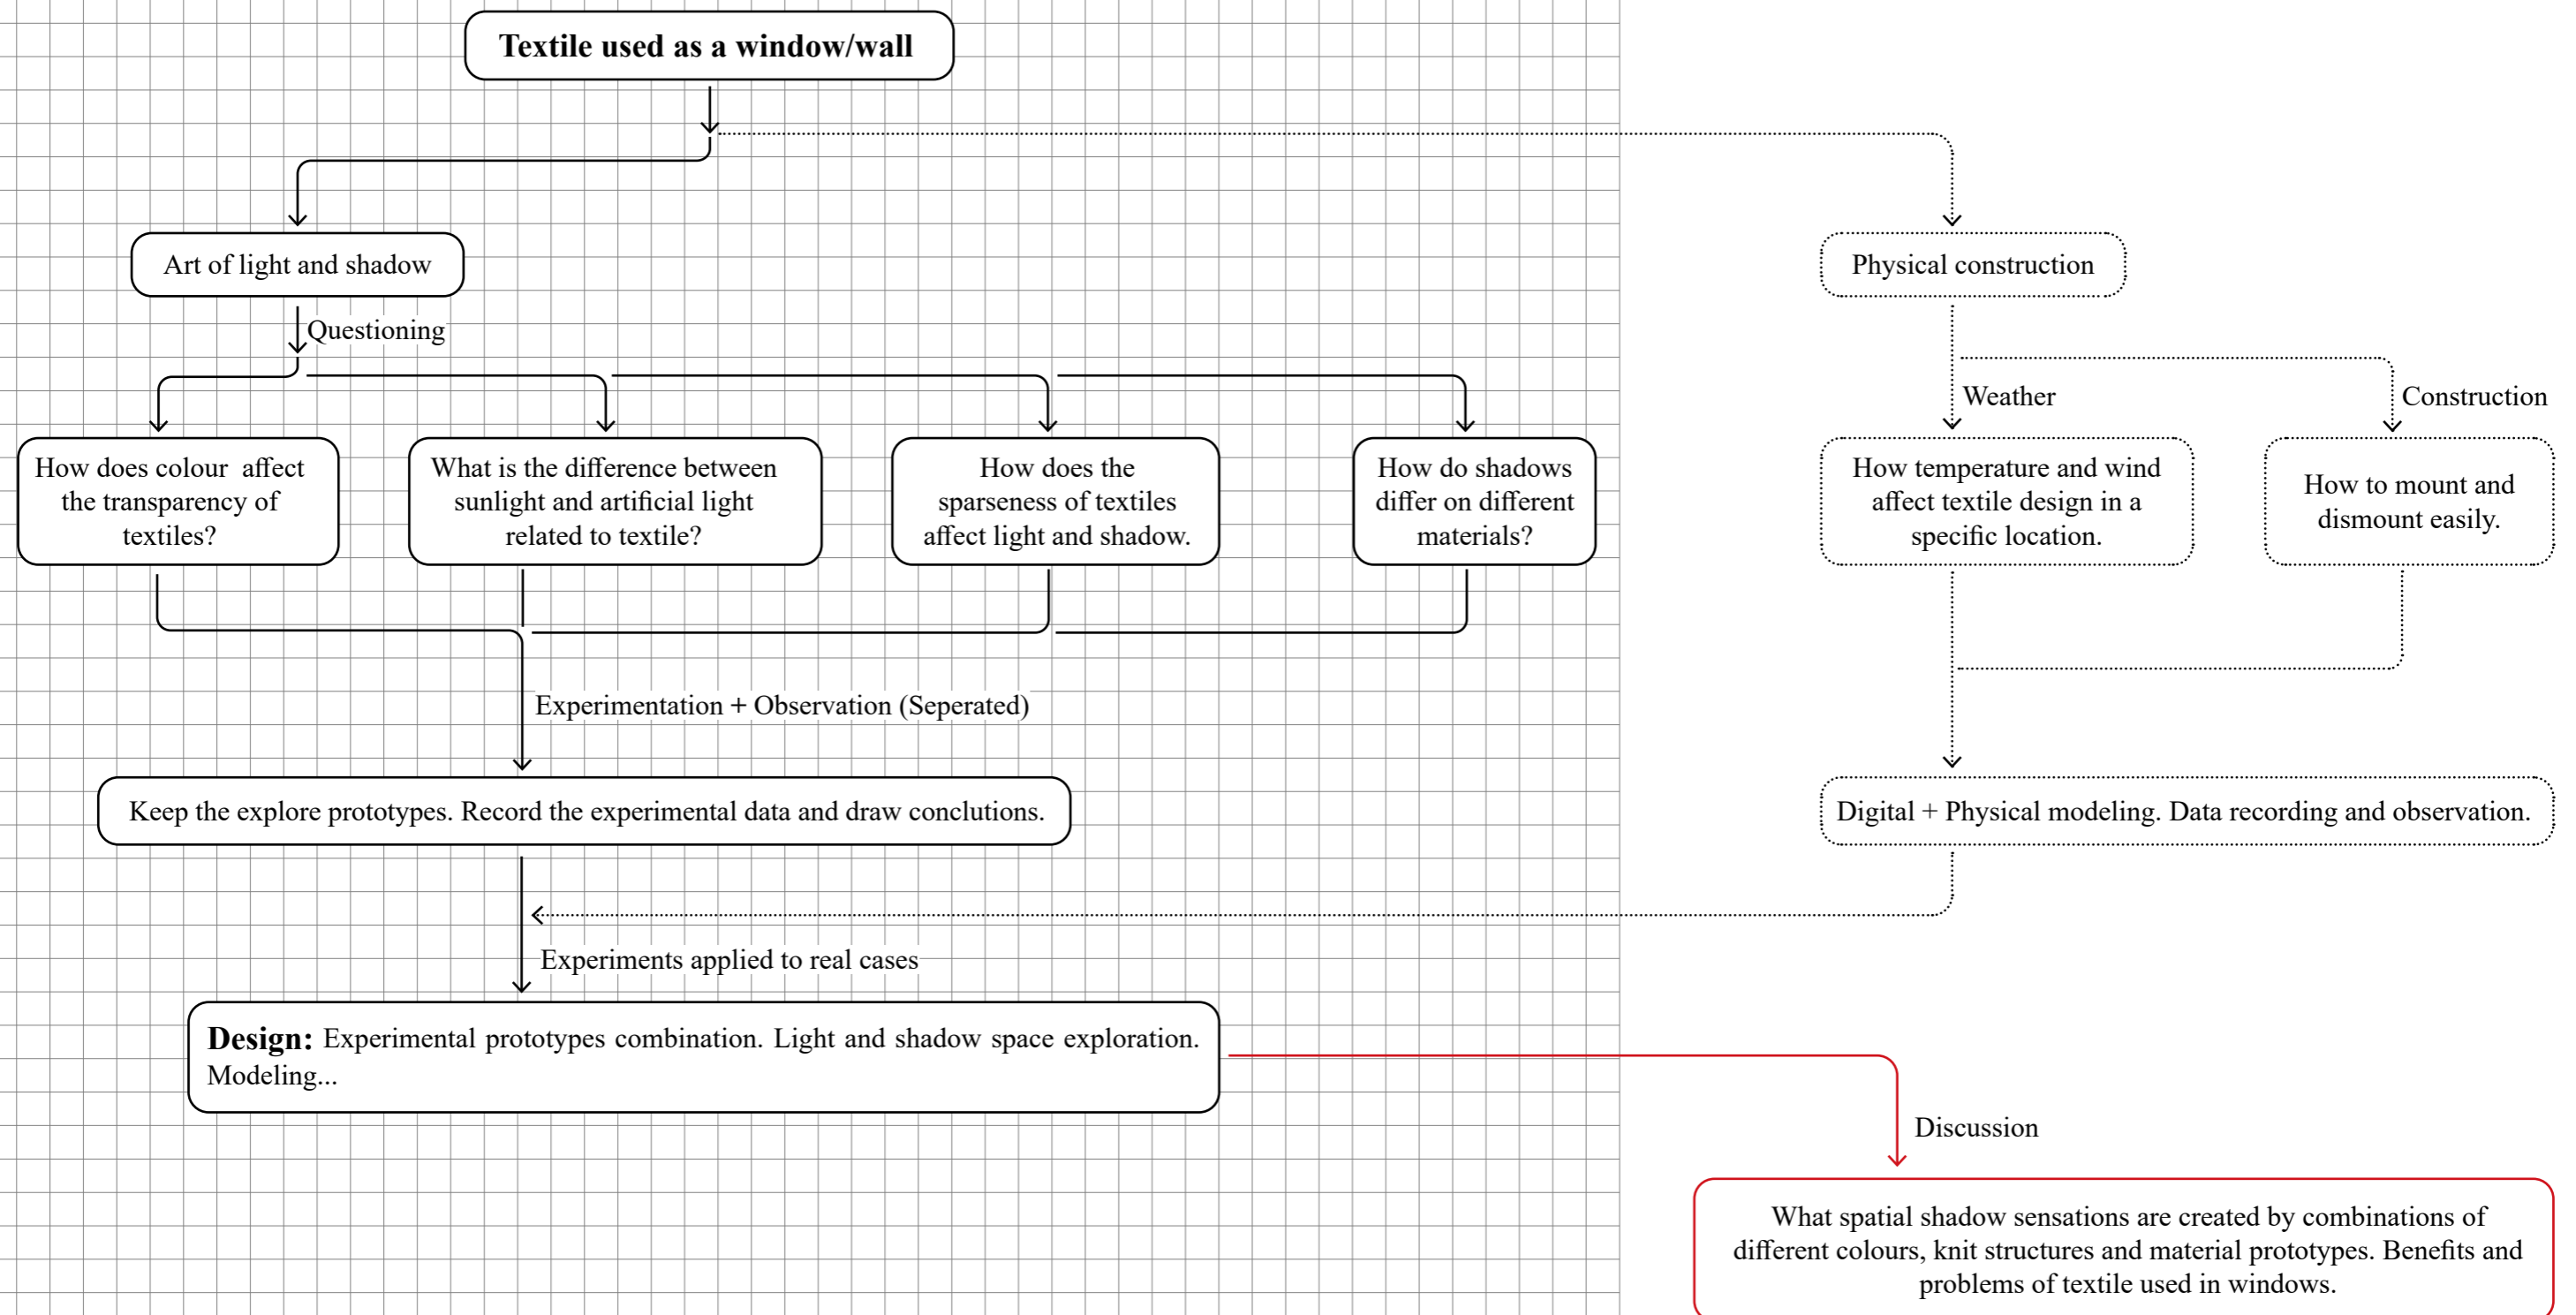 Textile used as a window/wall
Art of light and shadow
Physical construction
Questioning
Weather
Construction
How does colour  affect
the transparency of
textiles?
What is the difference between
sunlight and artificial light
related to textile?
How does the
sparseness of textiles
affect light and shadow.
How do shadows
differ on different
materials?
How temperature and wind
affect textile design in a
specific location.
How to mount and
dismount easily.
Experimentation + Observation (Seperated)
Keep the explore prototypes. Record the experimental data and draw conclutions.
Digital + Physical modeling. Data recording and observation.
Experiments applied to real cases
Design: Experimental prototypes combination. Light and shadow space exploration.
Modeling...
Discussion
What spatial shadow sensations are created by combinations of
different colours, knit structures and material prototypes. Benefits and
problems of textile used in windows.